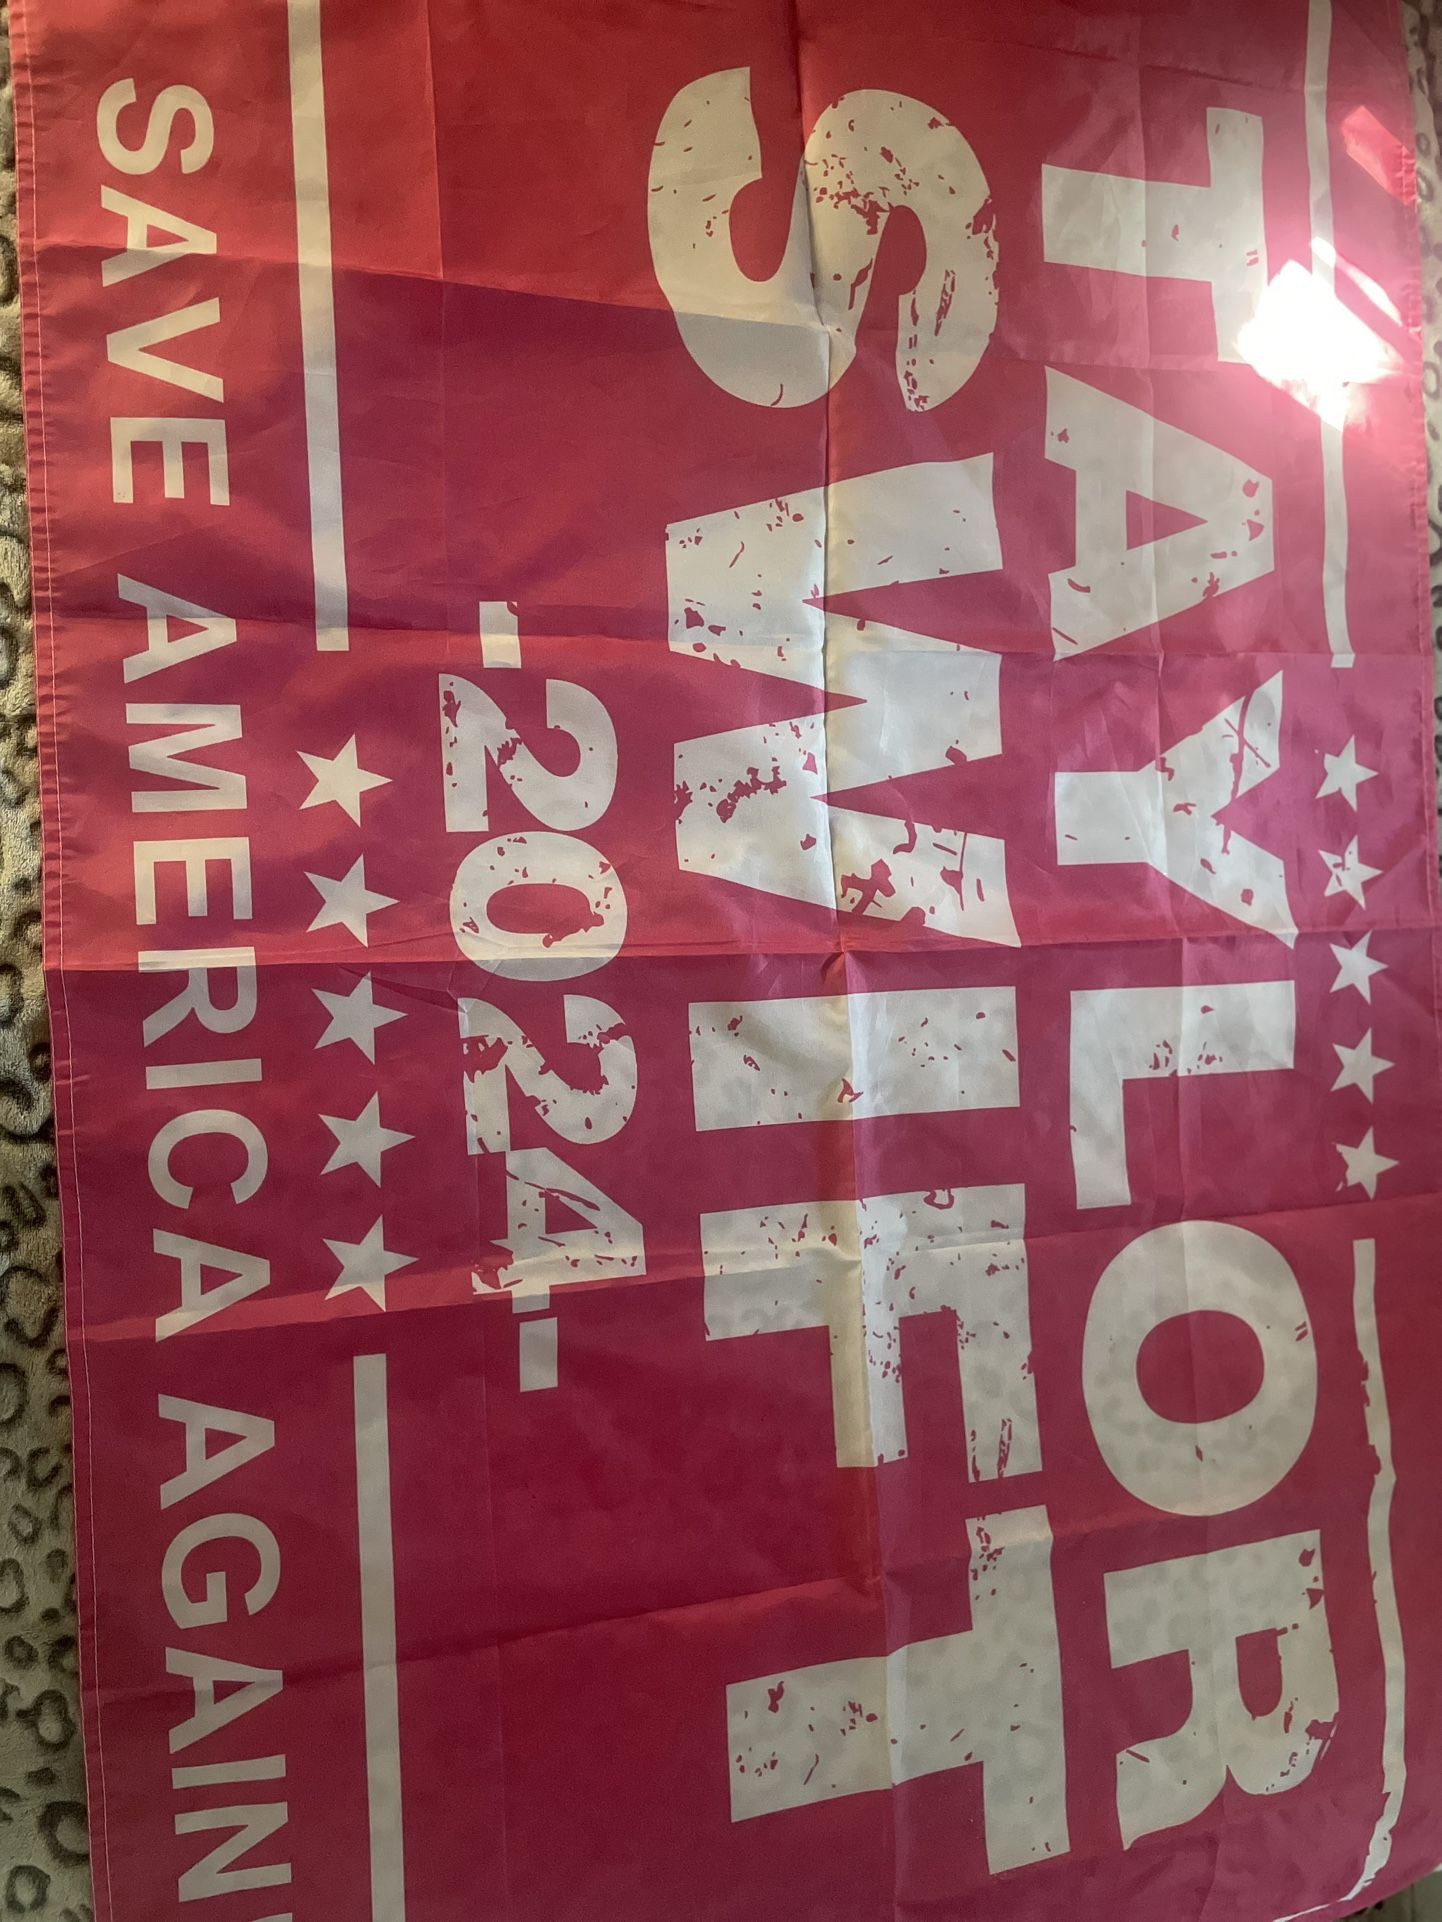 TAYLOR
SWIFT
-2024-
SAVE AMERICA AGAIN